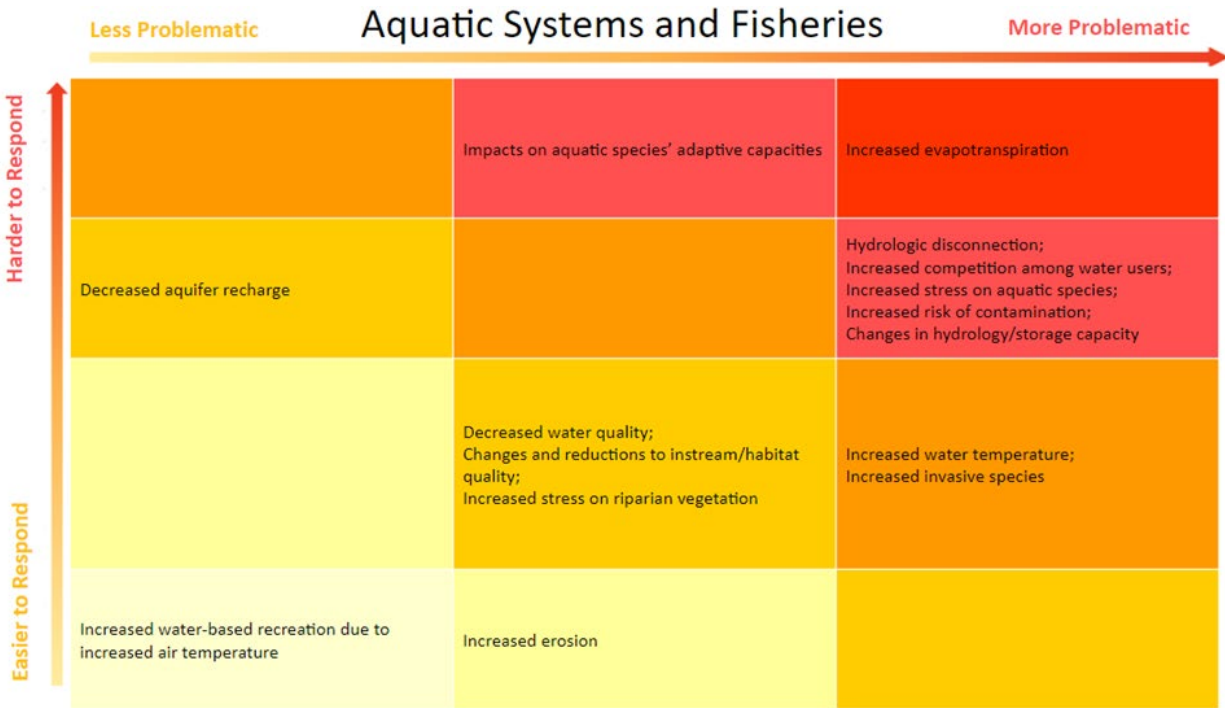 Aquatic Systems and Fisheries
Less Problematic
More Problematic
Harder to Respond
Easier to Respond
Impacts on aquatic species’ adaptive capacities
Increased evapotranspiration
Decreased aquifer recharge
Hydrologic disconnection;
Increased competition among water users;
Increased stress on aquatic species;
Increased risk of contamination;
Changes in hydrology/storage capacity
Decreased water quality;
Changes and reductions to instream/habitat
quality;
Increased stress on riparian vegetation
Increased water temperature;
Increased invasive species
Increased water-based recreation due to
increased air temperature
Increased erosion